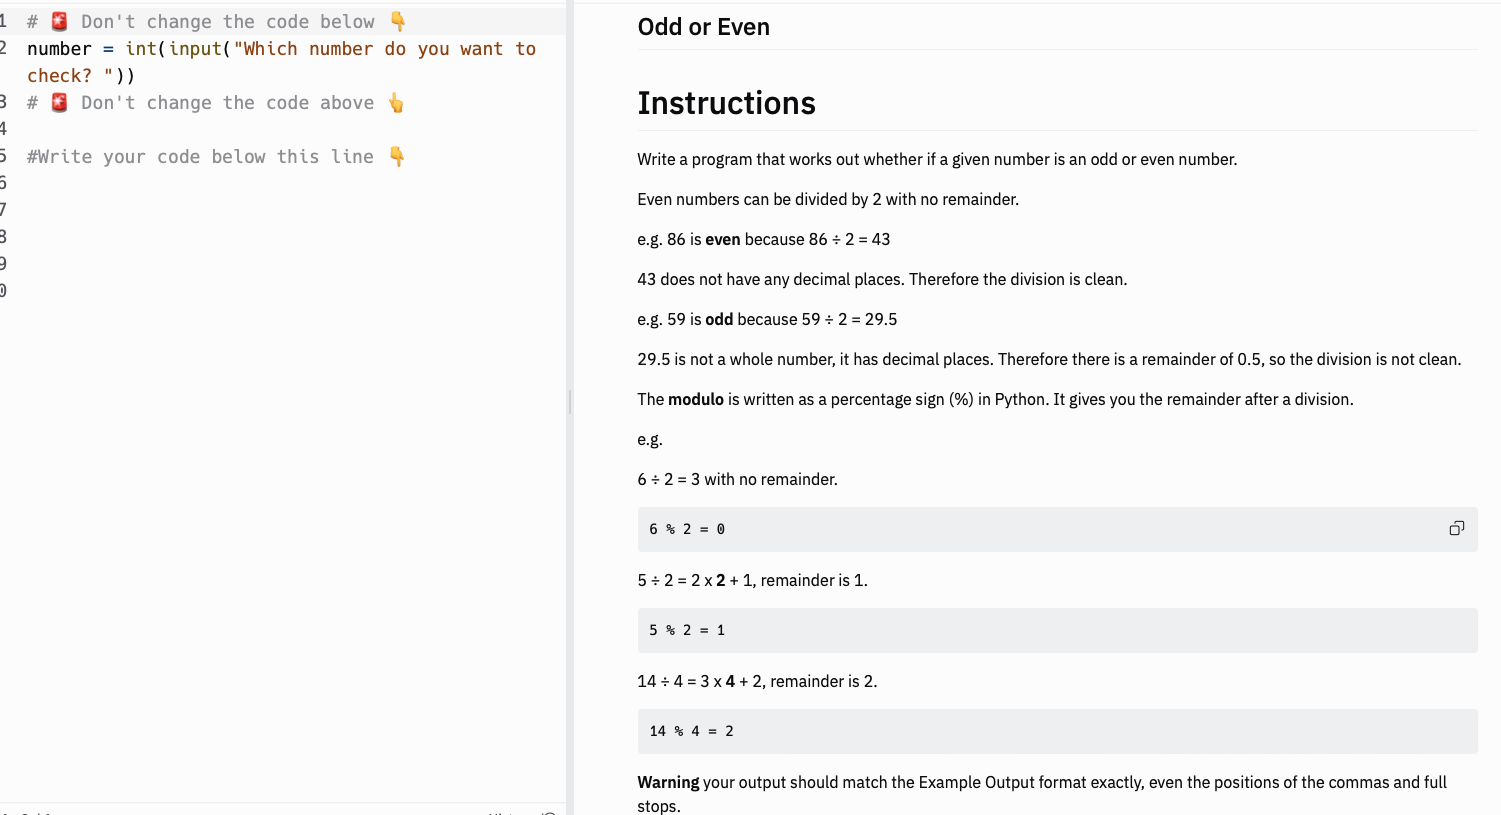 1 # 🚨 Don't change the code below 👇
2 number = int(input("Which number do you want to
check? "))
3 # 🚨 Don't change the code above 👆
4
5 #Write your code below this line 👇
6
7
8
9
0
Odd or Even
Instructions
Write a program that works out whether if a given number is an odd or even number.
Even numbers can be divided by 2 with no remainder.
e.g. 86 is even because 86 ÷ 2 = 43
43 does not have any decimal places. Therefore the division is clean.
e.g. 59 is odd because 59 ÷ 2 = 29.5
29.5 is not a whole number, it has decimal places. Therefore there is a remainder of 0.5, so the division is not clean.
The modulo is written as a percentage sign (%) in Python. It gives you the remainder after a division.
e.g.
6 ÷ 2 = 3 with no remainder.
6 % 2 = 0
5 ÷ 2 = 2 x 2 + 1, remainder is 1.
5 % 2 = 1
14 ÷ 4 = 3 x 4 + 2, remainder is 2.
14 % 4 = 2
Warning your output should match the Example Output format exactly, even the positions of the commas and full
stops.